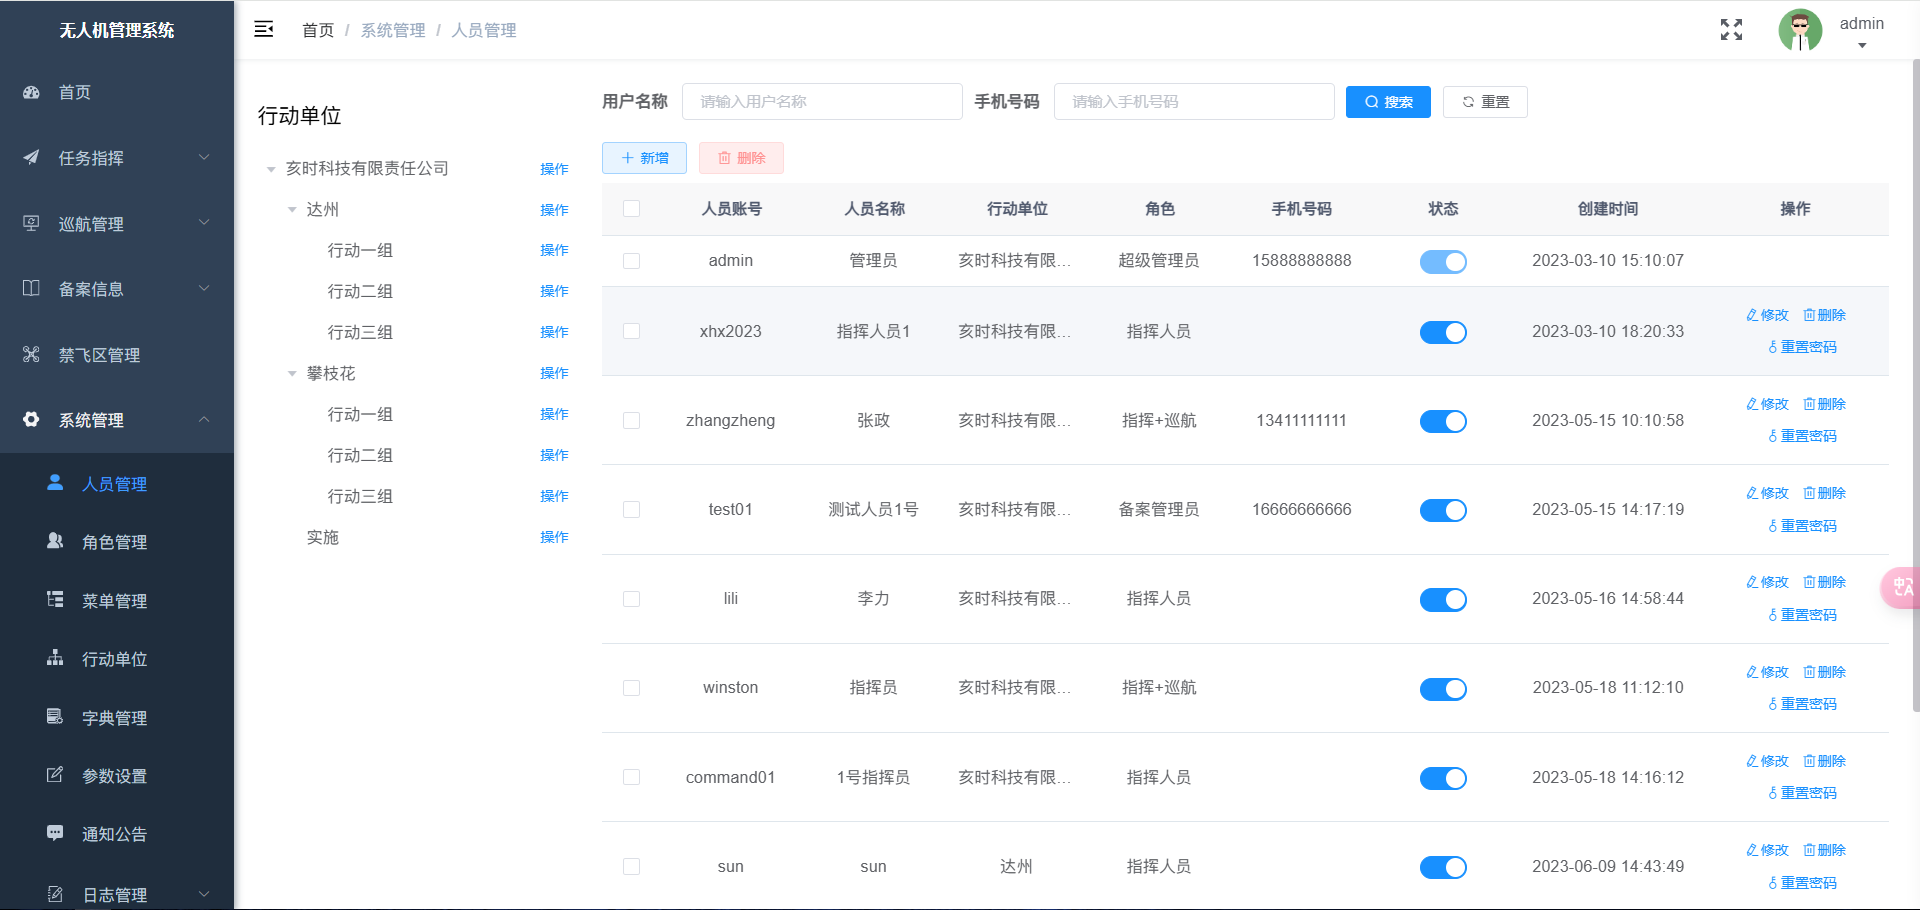 无人机管理系统
首页
任务指挥
巡航管理
备案信息
禁飞区管理
系统管理
人员管理
角色管理
菜单管理
行动单位
字典管理
参数设置
通知公告
日志管理
首页 / 系统管理 / 人员管理
admin
行动单位
亥时科技有限责任公司 操作
达州 操作
行动一组 操作
行动二组 操作
行动三组 操作
攀枝花 操作
行动一组 操作
行动二组 操作
行动三组 操作
实施 操作
用户名称 请输入用户名称 手机号码 请输入手机号码 搜索 重置
新增 删除
人员账号 人员名称 行动单位 角色 手机号码 状态 创建时间 操作
admin 管理员 亥时科技有限... 超级管理员 15888888888 2023-03-10 15:10:07
xhx2023 指挥人员1 亥时科技有限... 指挥人员 2023-03-10 18:20:33 修改 删除
重置密码
zhangzheng 张政 亥时科技有限... 指挥+巡航 13411111111 2023-05-15 10:10:58 修改 删除
重置密码
test01 测试人员1号 亥时科技有限... 备案管理员 16666666666 2023-05-15 14:17:19 修改 删除
重置密码
lili 李力 亥时科技有限... 指挥人员 2023-05-16 14:58:44 修改 删除
重置密码
winston 指挥员 亥时科技有限... 指挥+巡航 2023-05-18 11:12:10 修改 删除
重置密码
command01 1号指挥员 亥时科技有限... 指挥人员 2023-05-18 14:16:12 修改 删除
重置密码
sun sun 达州 指挥人员 2023-06-09 14:43:49 修改 删除
重置密码
中A